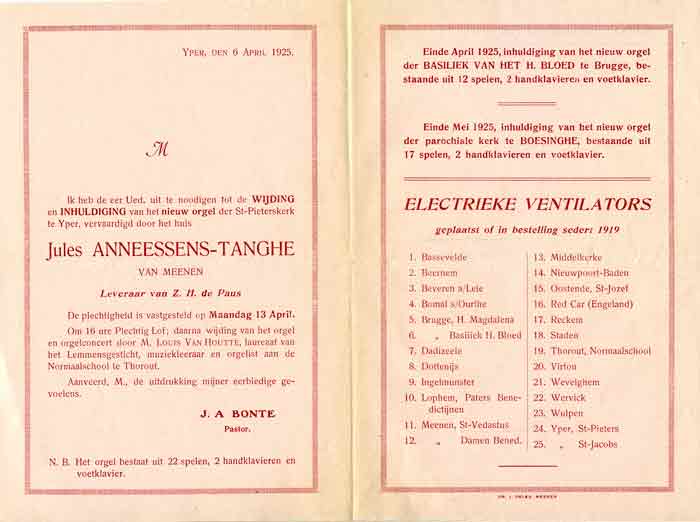 Yper, den 6 April 1925.
M
Ik heb de eer Ued. uit te noodigen tot de WIJDING
en INHULDIGING van het nieuw orgel der St-Pieterskerk
te Yper, vervaardigd door het huis
Jules ANNEESSENS-TANGHE
VAN MEENEN
Leveraar van Z. H. de Paus
De plechtigheid is vastgesteld op Maandag 13 April.
Om 16 ure Plechtig Lof; daarna wijding van het orgel
en orgelconcert door M. Louis Van Houtte, laureaat van
het Lemmensgesticht, muziekleeraar en orgelist aan de
Normaalschool te Thorout.
Aanveerd, M., de uitdrukking mijner eerbiedige ge-
voelens.
J. A BONTE
Pastor.
N. B. Het orgel bestaat uit 22 spelen, 2 handklavieren en
voetklavier.
Einde April 1925, inhuldiging van het nieuw orgel
der BASILIEK VAN HET H. BLOED te Brugge, be-
staande uit 12 spelen, 2 handklavieren en voetklavier.
Einde Mei 1925, inhuldiging van het nieuw orgel
der parochiale kerk te BOESINGHE, bestaande uit
17 spelen, 2 handklavieren en voetklavier.
ELECTRIEKE VENTILATORS
geplaatst of in bestelling seder: 1919
1. Bassevelde
2. Beernem
3. Beveren a/Leie
4. Bomal s/Ourthe
5. Brugge, H. Magdalena
6. „ Basiliek H. Bloed
7. Dadizeele
8. Dottenijs
9. Ingelmunster
10. Lophem, Paters Bene-
dictijnen
11. Meenen, St-Vedastus
12. „ Damen Bened.
13. Middelkerke
14. Nieuwpoort-Baden
15. Oostende, St-Jozef
16. Red Car (Engeland)
17. Reckem
18. Staden
19. Thorout, Normaalschool
20. Virton
21. Wevelghem
22. Wervick
23. Wulpen
24. Yper, St-Pieters
25. „ St-Jacobs